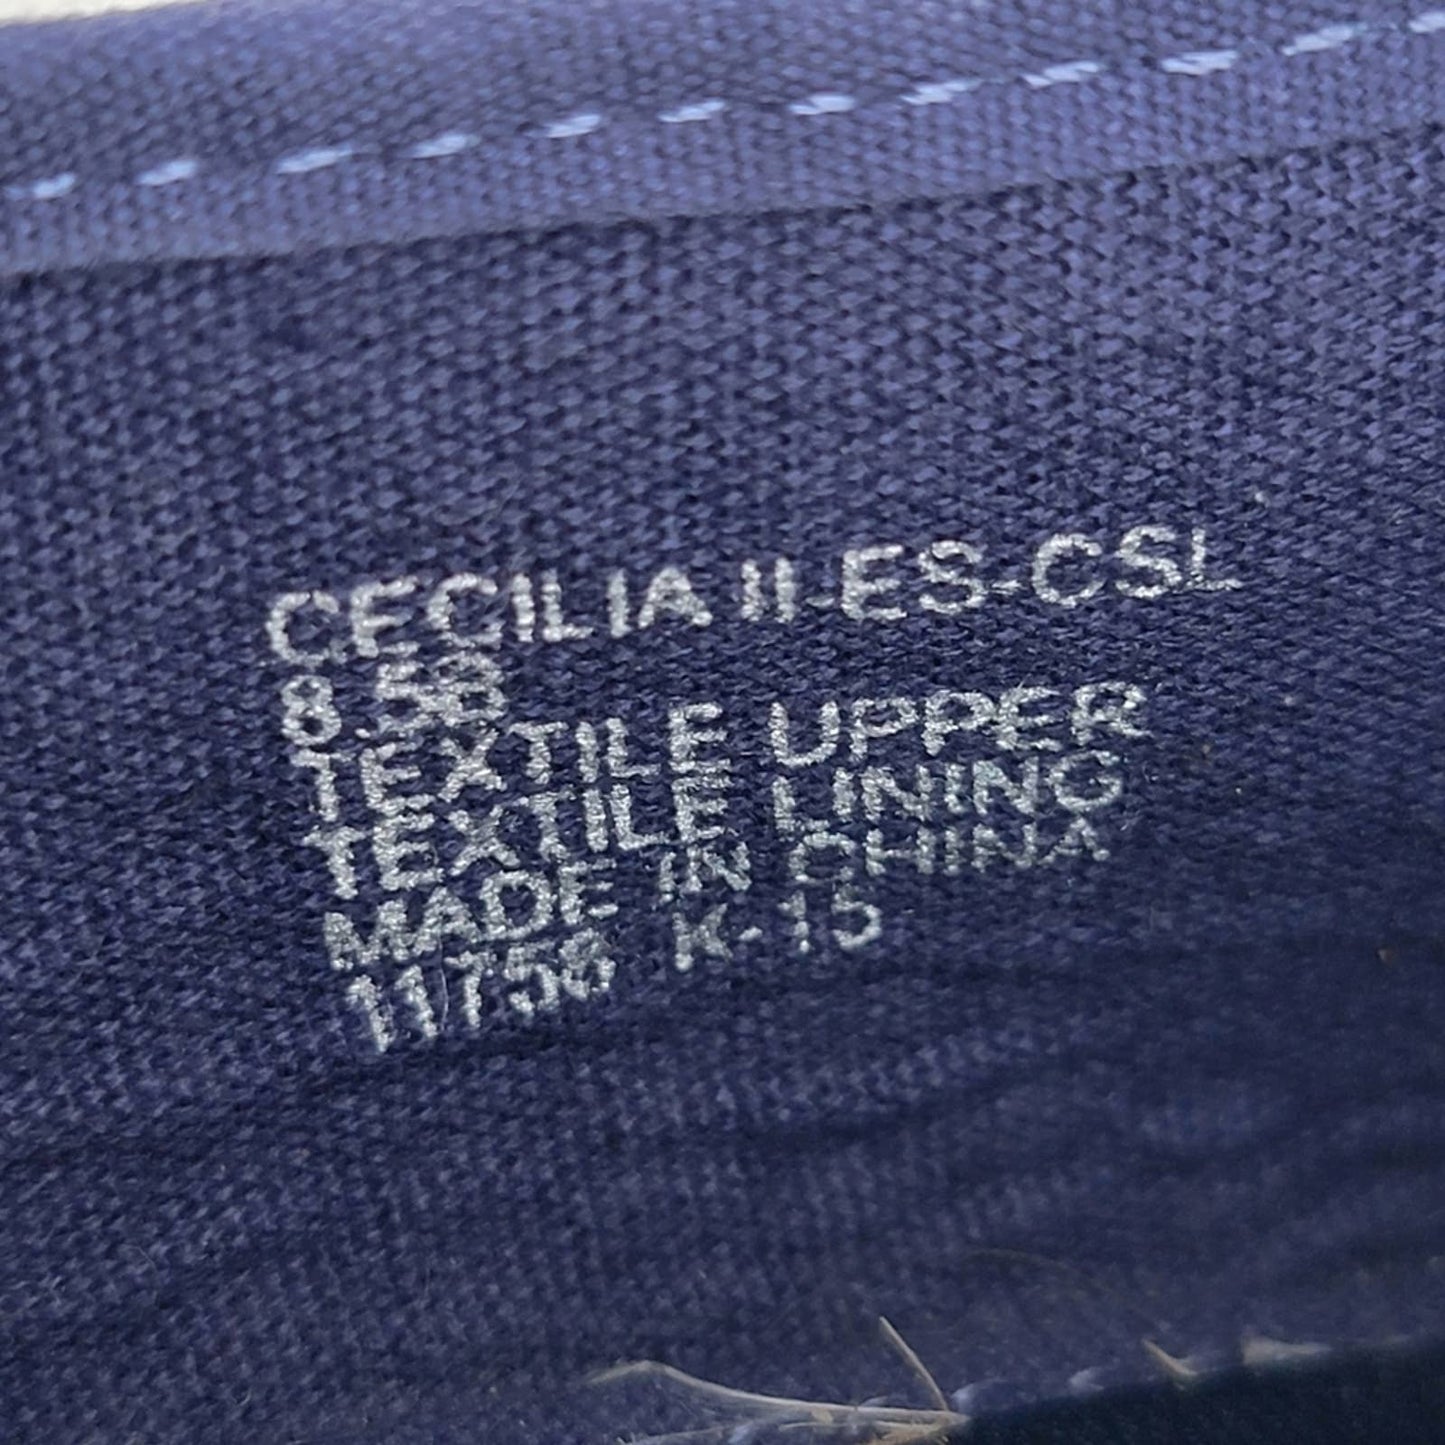 CECILIA II-ES-CSL
8.5B
TEXTILE UPPER
TEXTILE LINING
MADE IN CHINA
11756 K-15